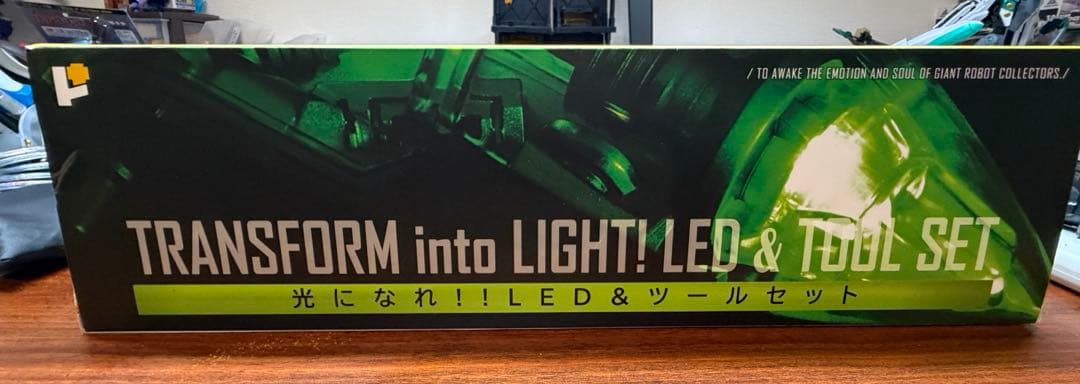 / TO AWAKE THE EMOTION AND SOUL OF GIANT ROBOT COLLECTORS./
TRANSFORM into LIGHT! LED & TOOL SET
光になれ!!LED&ツールセット